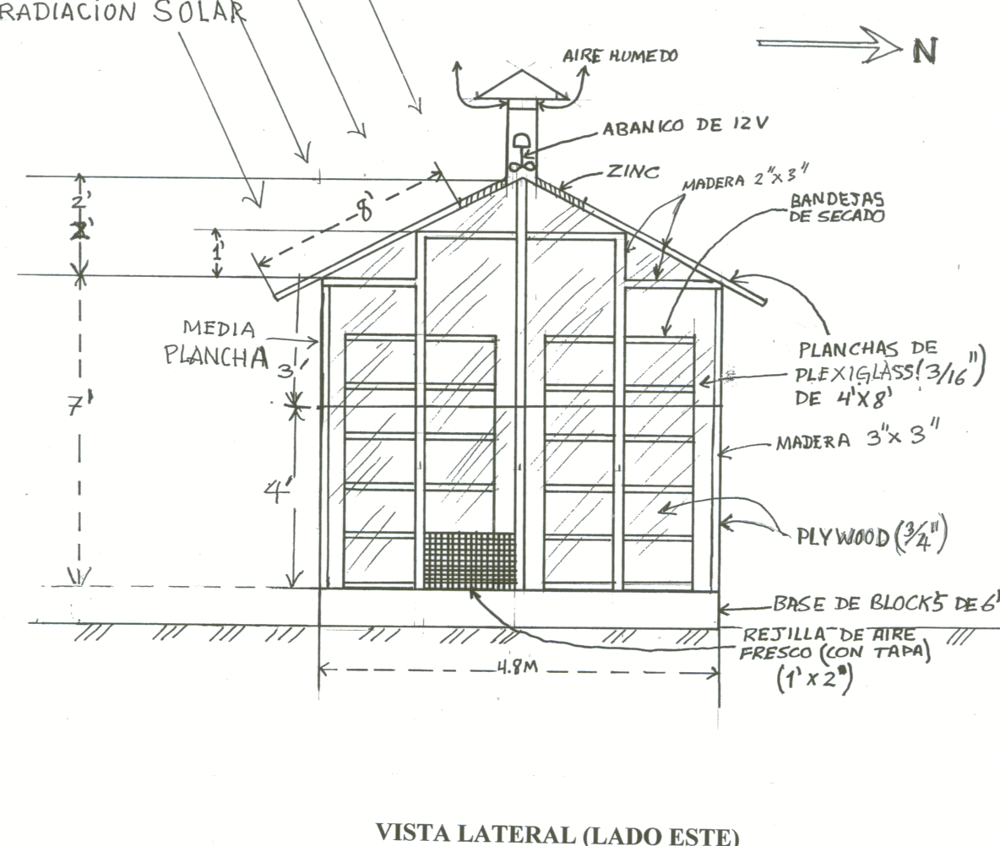 RADIACION SOLAR
N
AIRE HUMEDO
ABANICO DE 12V
ZINC
MADERA 2"x3"
BANDEJAS
DE SECADO
2'
8'
1'
MEDIA
PLANCHA
3'
7'
4'
PLANCHAS DE
PLEXIGLASS (3/16")
DE 4'X8'
MADERA 3"x3"
PLYWOOD (3/4")
BASE DE BLOCKS DE 6"
REJILLA DE AIRE
FRESCO (CON TAPA)
(1' X 2")
4.8M
VISTA LATERAL (LADO ESTE)